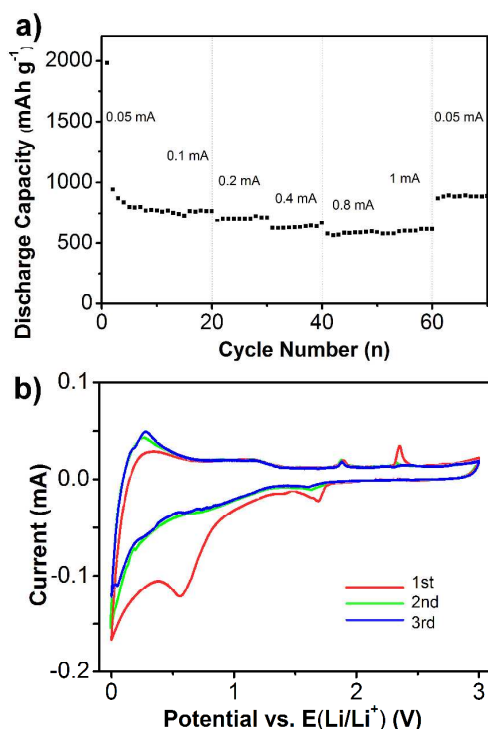 a)
Discharge Capacity (mAh g⁻¹)
2000
1500
1000
500
0
0.05 mA
0.1 mA
0.2 mA
0.4 mA
0.8 mA
1 mA
0.05 mA
0
20
40
60
Cycle Number (n)
b)
Current (mA)
0.1
0.0
-0.1
-0.2
1st
2nd
3rd
0
1
2
3
Potential vs. E(Li/Li⁺) (V)